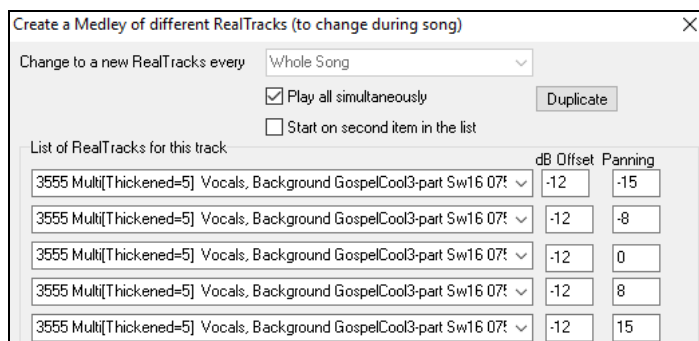 Create a Medley of different RealTracks (to change during song)
Change to a new RealTracks every Whole Song
Play all simultaneously Duplicate
Start on second item in the list
List of RealTracks for this track dB Offset Panning
3555 Multi[Thickened=5] Vocals, Background GospelCool3-part Sw16 075 -12 -15
3555 Multi[Thickened=5] Vocals, Background GospelCool3-part Sw16 075 -12 -8
3555 Multi[Thickened=5] Vocals, Background GospelCool3-part Sw16 075 -12 0
3555 Multi[Thickened=5] Vocals, Background GospelCool3-part Sw16 075 -12 8
3555 Multi[Thickened=5] Vocals, Background GospelCool3-part Sw16 075 -12 15